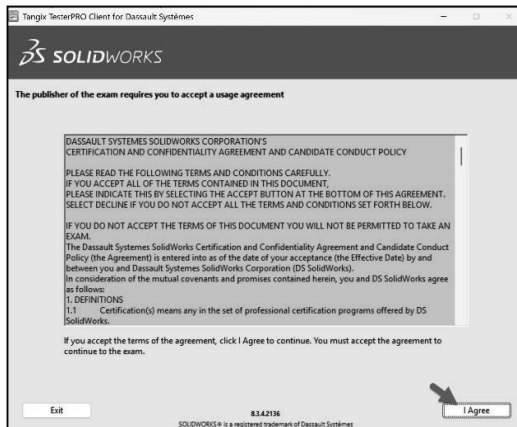 Tangix TesterPRO Client for Dassault Systèmes
3S SOLIDWORKS
The publisher of the exam requires you to accept a usage agreement
DASSAULT SYSTEMES SOLIDWORKS CORPORATION'S
CERTIFICATION AND CONFIDENTIALITY AGREEMENT AND CANDIDATE CONDUCT POLICY
PLEASE READ THE FOLLOWING TERMS AND CONDITIONS CAREFULLY.
IF YOU ACCEPT ALL OF THE TERMS CONTAINED IN THIS DOCUMENT,
PLEASE INDICATE THIS BY SELECTING THE ACCEPT BUTTON AT THE BOTTOM OF THIS AGREEMENT.
SELECT DECLINE IF YOU DO NOT ACCEPT ALL THE TERMS AND CONDITIONS SET FORTH BELOW.
IF YOU DO NOT ACCEPT THE TERMS OF THIS DOCUMENT YOU WILL NOT BE PERMITTED TO TAKE AN
EXAM.
The Dassault Systemes SolidWorks Certification and Confidentiality Agreement and Candidate Conduct
Policy (the Agreement) is entered into as of the date of your acceptance (the Effective Date) by and
between you and Dassault Systemes SolidWorks Corporation (DS SolidWorks).
In consideration of the mutual covenants and promises contained herein, you and DS SolidWorks agree
as follows:
1. DEFINITIONS
1.1 Certification(s) means any in the set of professional certification programs offered by DS
SolidWorks.
If you accept the terms of the agreement, click I Agree to continue. You must accept the agreement to
continue to the exam.
Exit
8.3.4.2136
I Agree
SOLIDWORKS® is a registered trademark of Dassault Systèmes